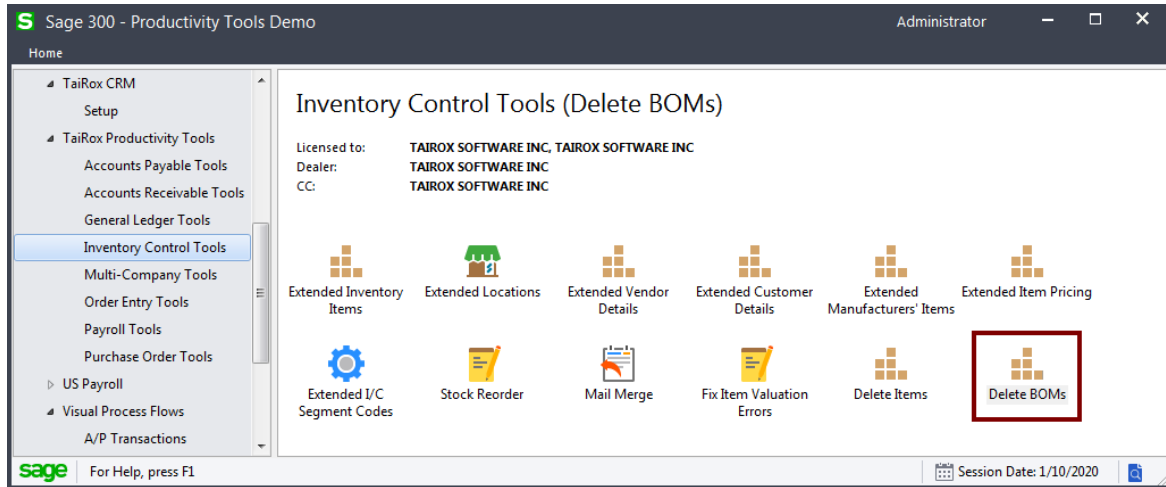 S Sage 300 - Productivity Tools Demo Administrator
Home
TaiRox CRM
Setup
TaiRox Productivity Tools
Accounts Payable Tools
Accounts Receivable Tools
General Ledger Tools
Inventory Control Tools
Multi-Company Tools
Order Entry Tools
Payroll Tools
Purchase Order Tools
US Payroll
Visual Process Flows
A/P Transactions
Inventory Control Tools (Delete BOMs)
Licensed to: TAIROX SOFTWARE INC, TAIROX SOFTWARE INC
Dealer: TAIROX SOFTWARE INC
CC: TAIROX SOFTWARE INC
Extended Inventory
Items
Extended Locations
Extended Vendor
Details
Extended Customer
Details
Extended
Manufacturers' Items
Extended Item Pricing
Extended I/C
Segment Codes
Stock Reorder
Mail Merge
Fix Item Valuation
Errors
Delete Items
Delete BOMs
sage For Help, press F1 Session Date: 1/10/2020